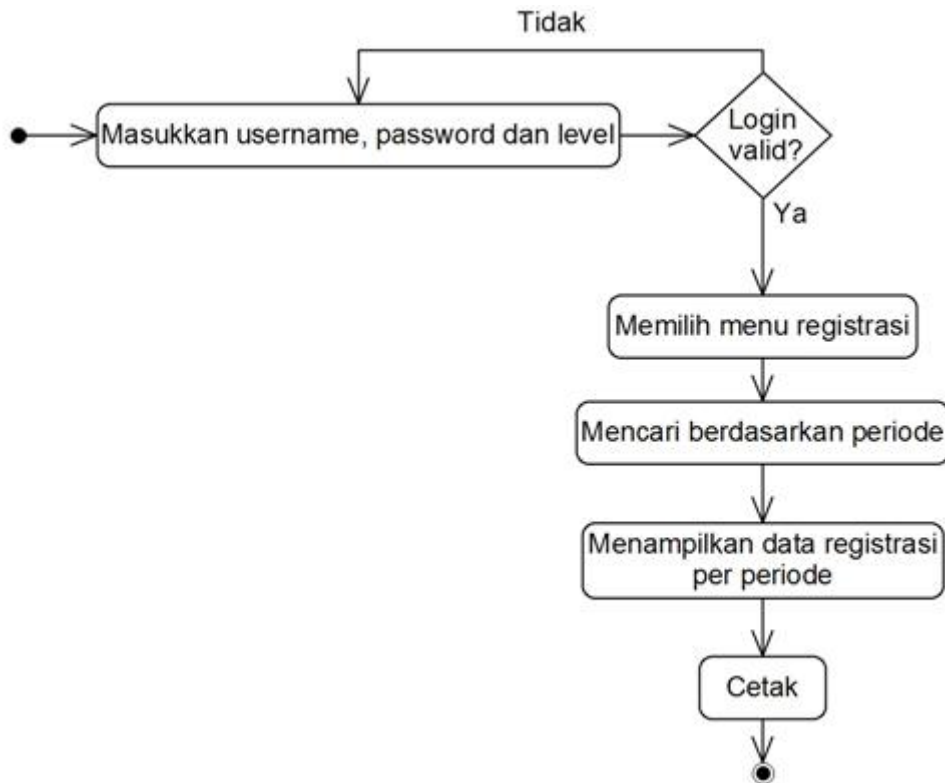 Tidak
Masukkan username, password dan level
Login
valid?
Ya
Memilih menu registrasi
Mencari berdasarkan periode
Menampilkan data registrasi
per periode
Cetak